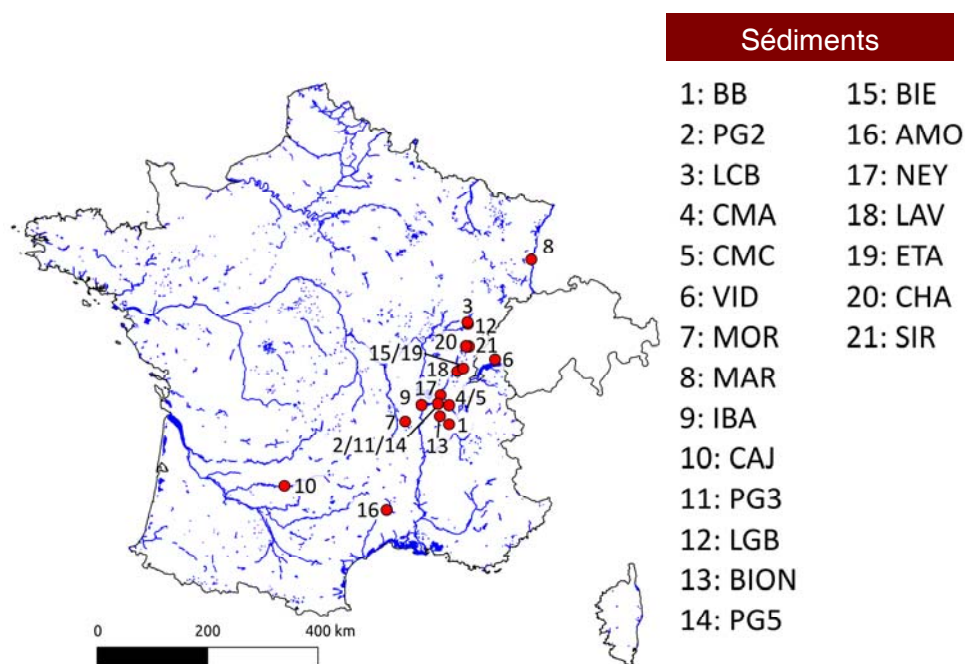 Sédiments
1: BB
2: PG2
3: LCB
4: CMA
5: CMC
6: VID
7: MOR
8: MAR
9: IBA
10: CAJ
11: PG3
12: LGB
13: BION
14: PG5
15: BIE
16: AMO
17: NEY
18: LAV
19: ETA
20: CHA
21: SIR
8
3
12
20
21
15/19
6
18
17
9
4/5
7
2/11/14
13
1
10
16
0
200
400 km